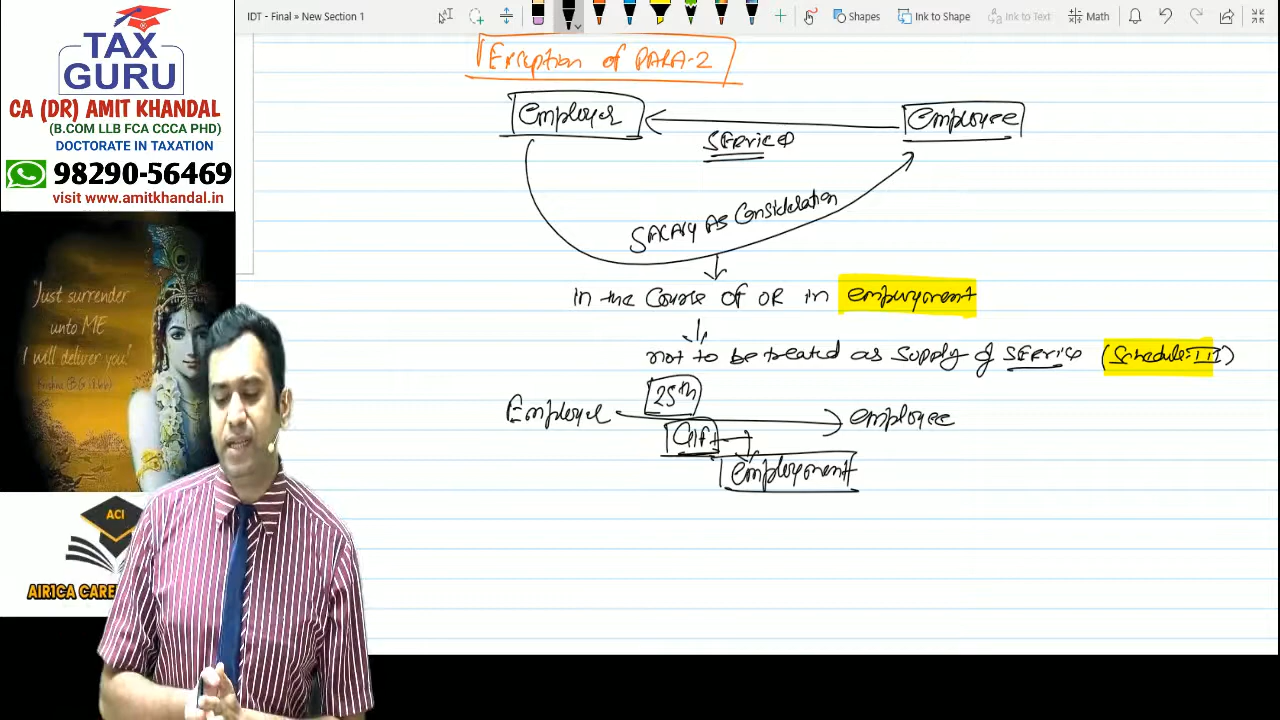 IDT - Final » New Section 1
Shapes
Ink to Shape
Ink to Text
Math
TAX
GURU
CA (DR) AMIT KHANDAL
(B.COM LLB FCA CCCA PHD)
DOCTORATE IN TAXATION
98290-56469
visit www.amitkhandal.in
"Just surrender
unto ME
I will deliver you!"
ACI
AIR1CA CARE
Exception of PARA-2
Employer
Employee
Service
Salary As Consideration
in the Course of OR in employment
not to be treated as supply of service (Schedule-III)
25th
Employer
employee
Gift
employment